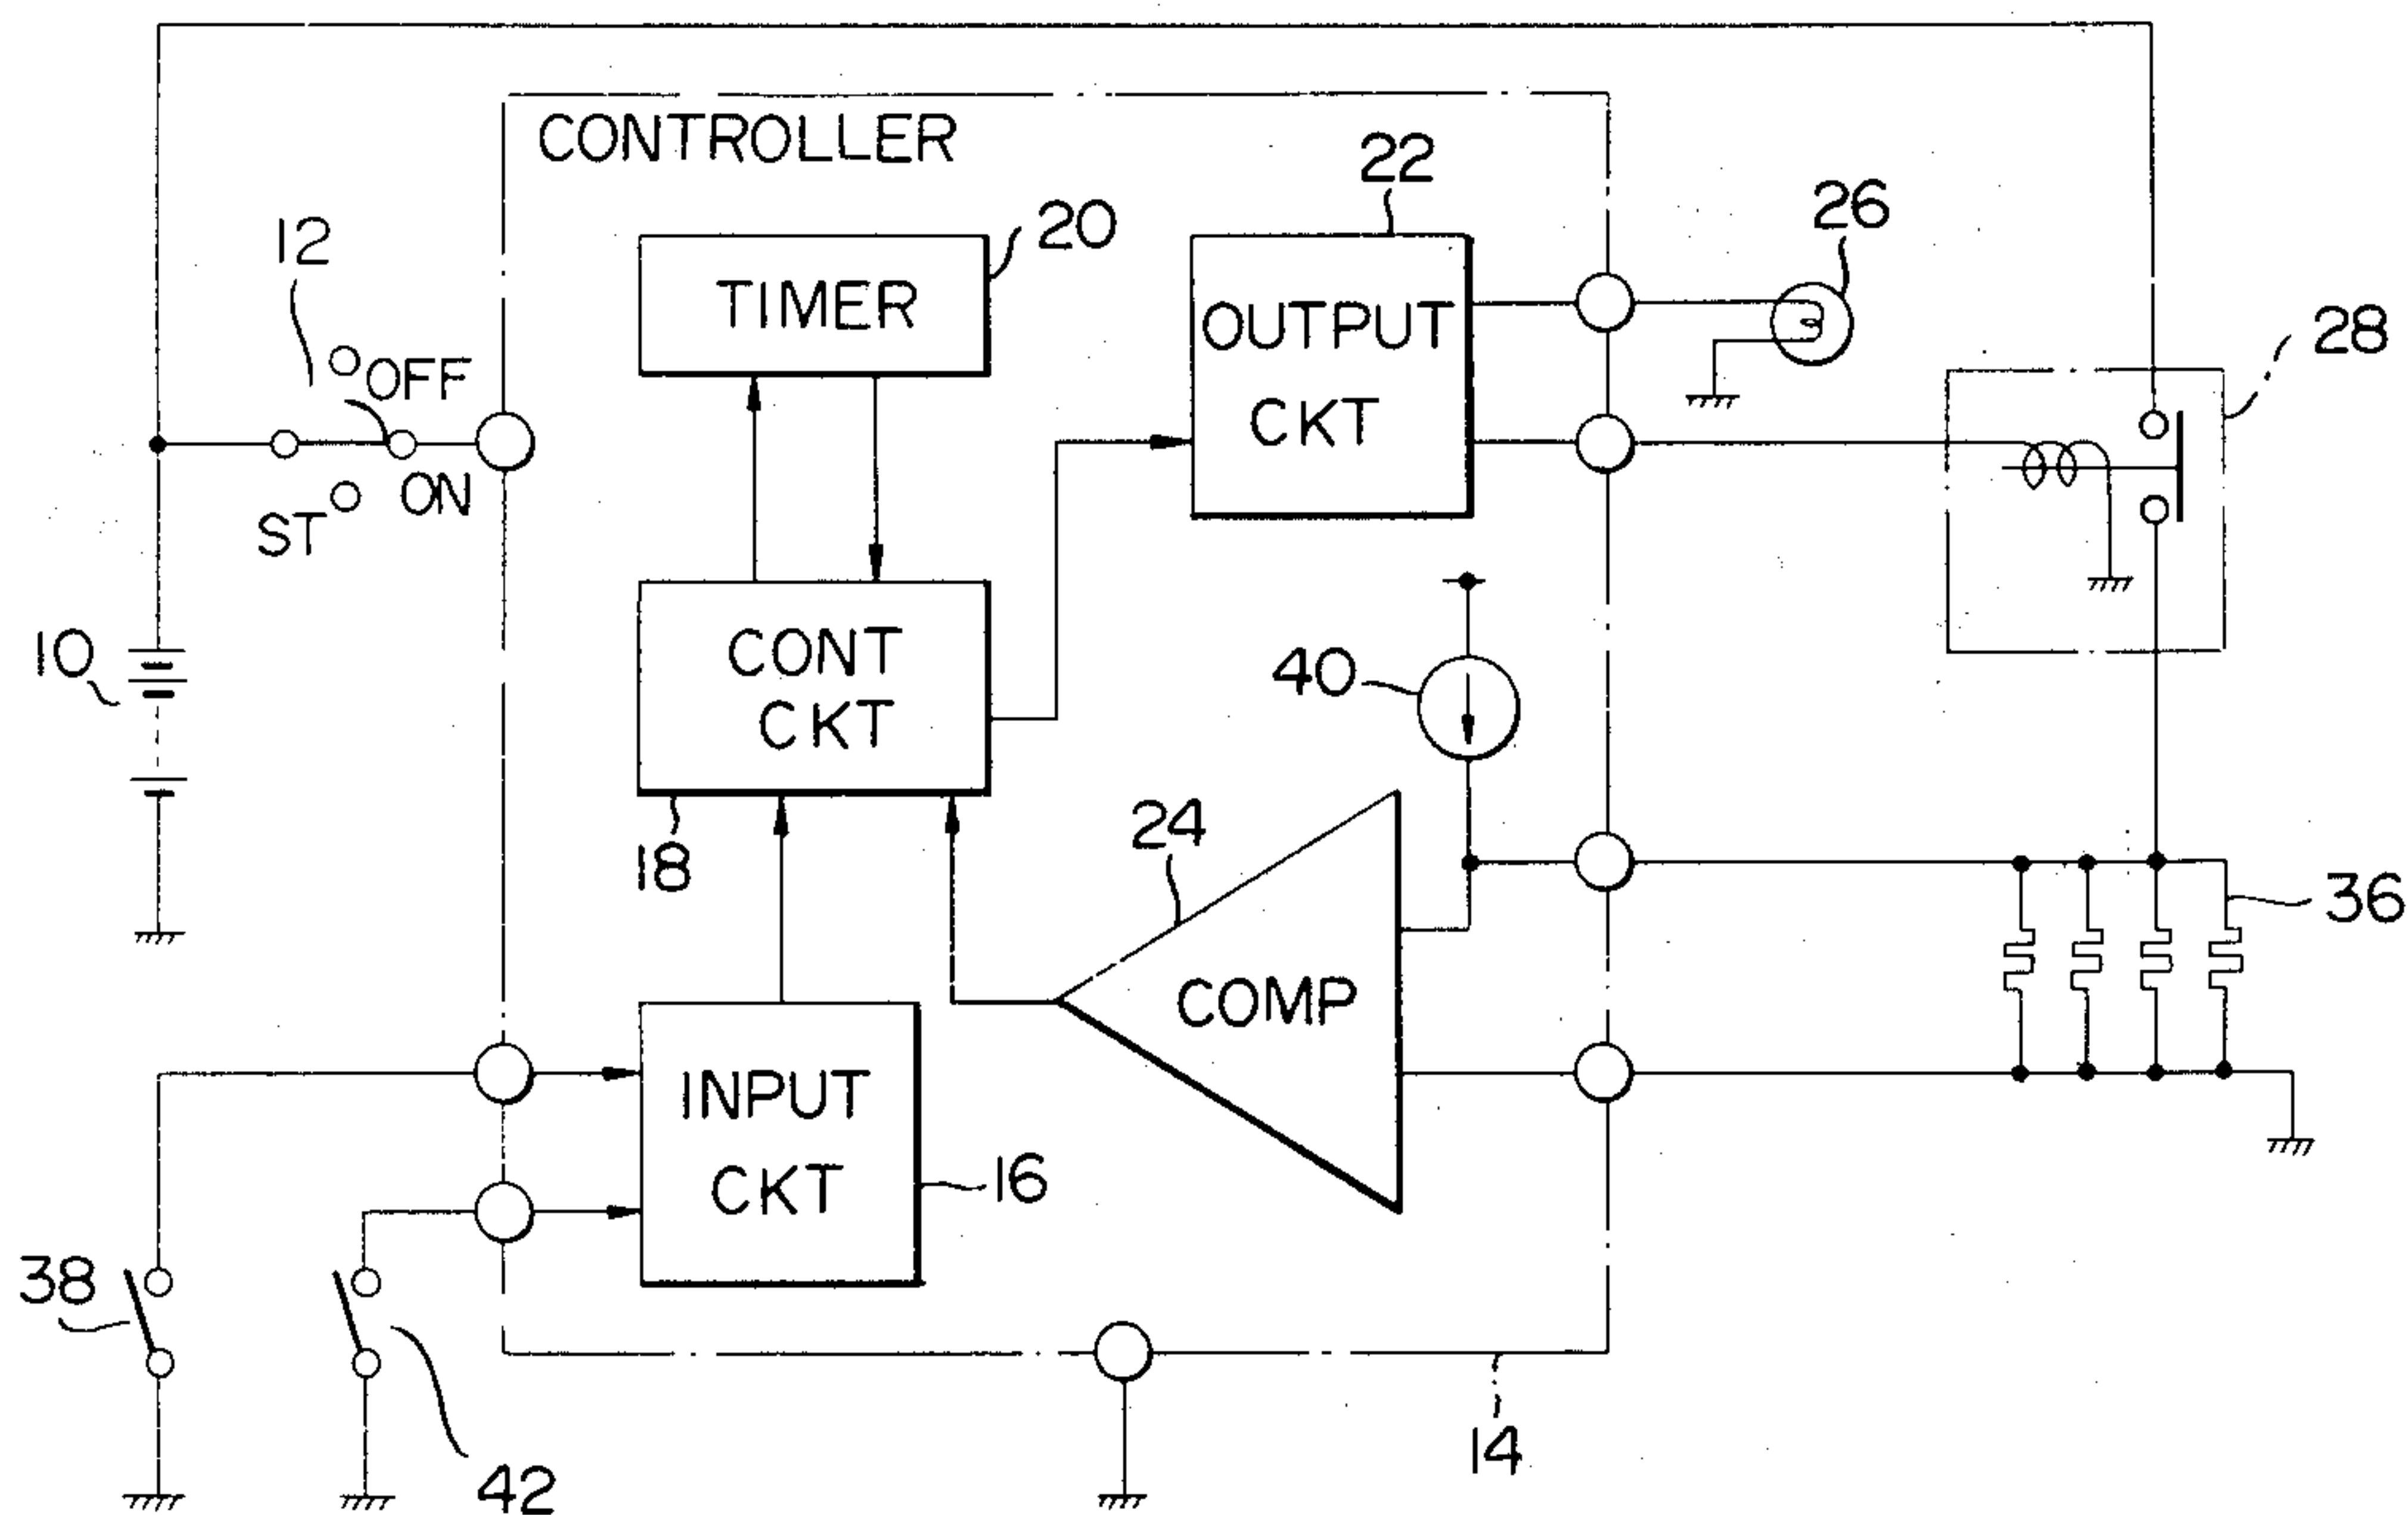 CONTROLLER
22
26
12
20
28
TIMER
OUTPUT
CKT
OFF
ON
ST
10
CONT
CKT
40
18
24
36
COMP
INPUT
CKT
16
38
42
14